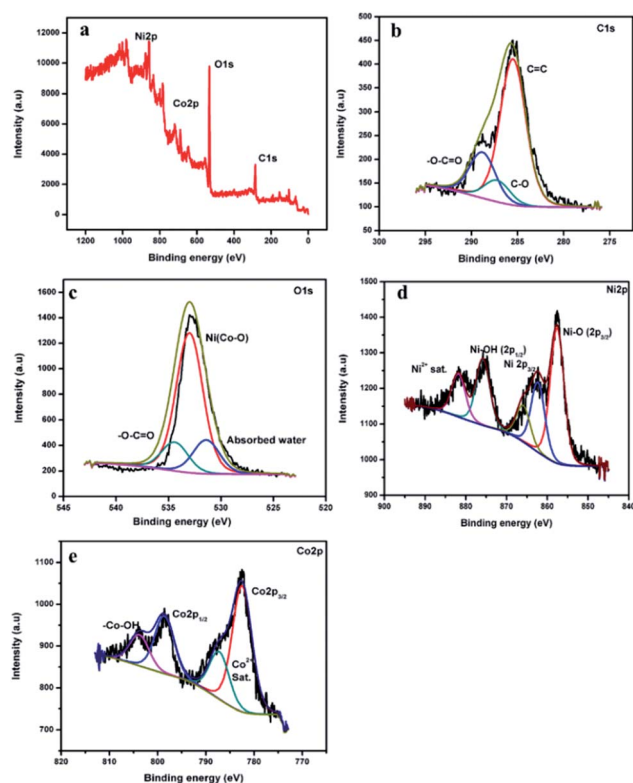 a
Ni2p
O1s
Co2p
C1s
Intensity (a.u)
12000
10000
8000
6000
4000
2000
0
1200 1000 800 600 400 200 0
Binding energy (eV)
b
C1s
C=C
-O-C=O
C-O
Intensity (a.u)
450
400
350
300
250
200
150
100
50
300 295 290 285 280 275
Binding energy (eV)
c
O1s
Ni(Co-O)
-O-C=O
Absorbed water
Intensity (a.u)
1600
1400
1200
1000
800
600
400
200
0
545 540 535 530 525 520
Binding energy (eV)
d
Ni2p
Ni-O (2p3/2)
Ni-OH (2p1/2)
Ni 2p3/2
Ni2+ sat.
Intensity (a.u)
1500
1400
1300
1200
1100
1000
900
900 890 880 870 860 850 840
Binding energy (eV)
e
Co2p
Co2p3/2
Co2p1/2
-Co-OH
Co2+
Sat.
Intensity (a.u)
1100
1000
900
800
700
820 810 800 790 780 770
Binding energy (eV)